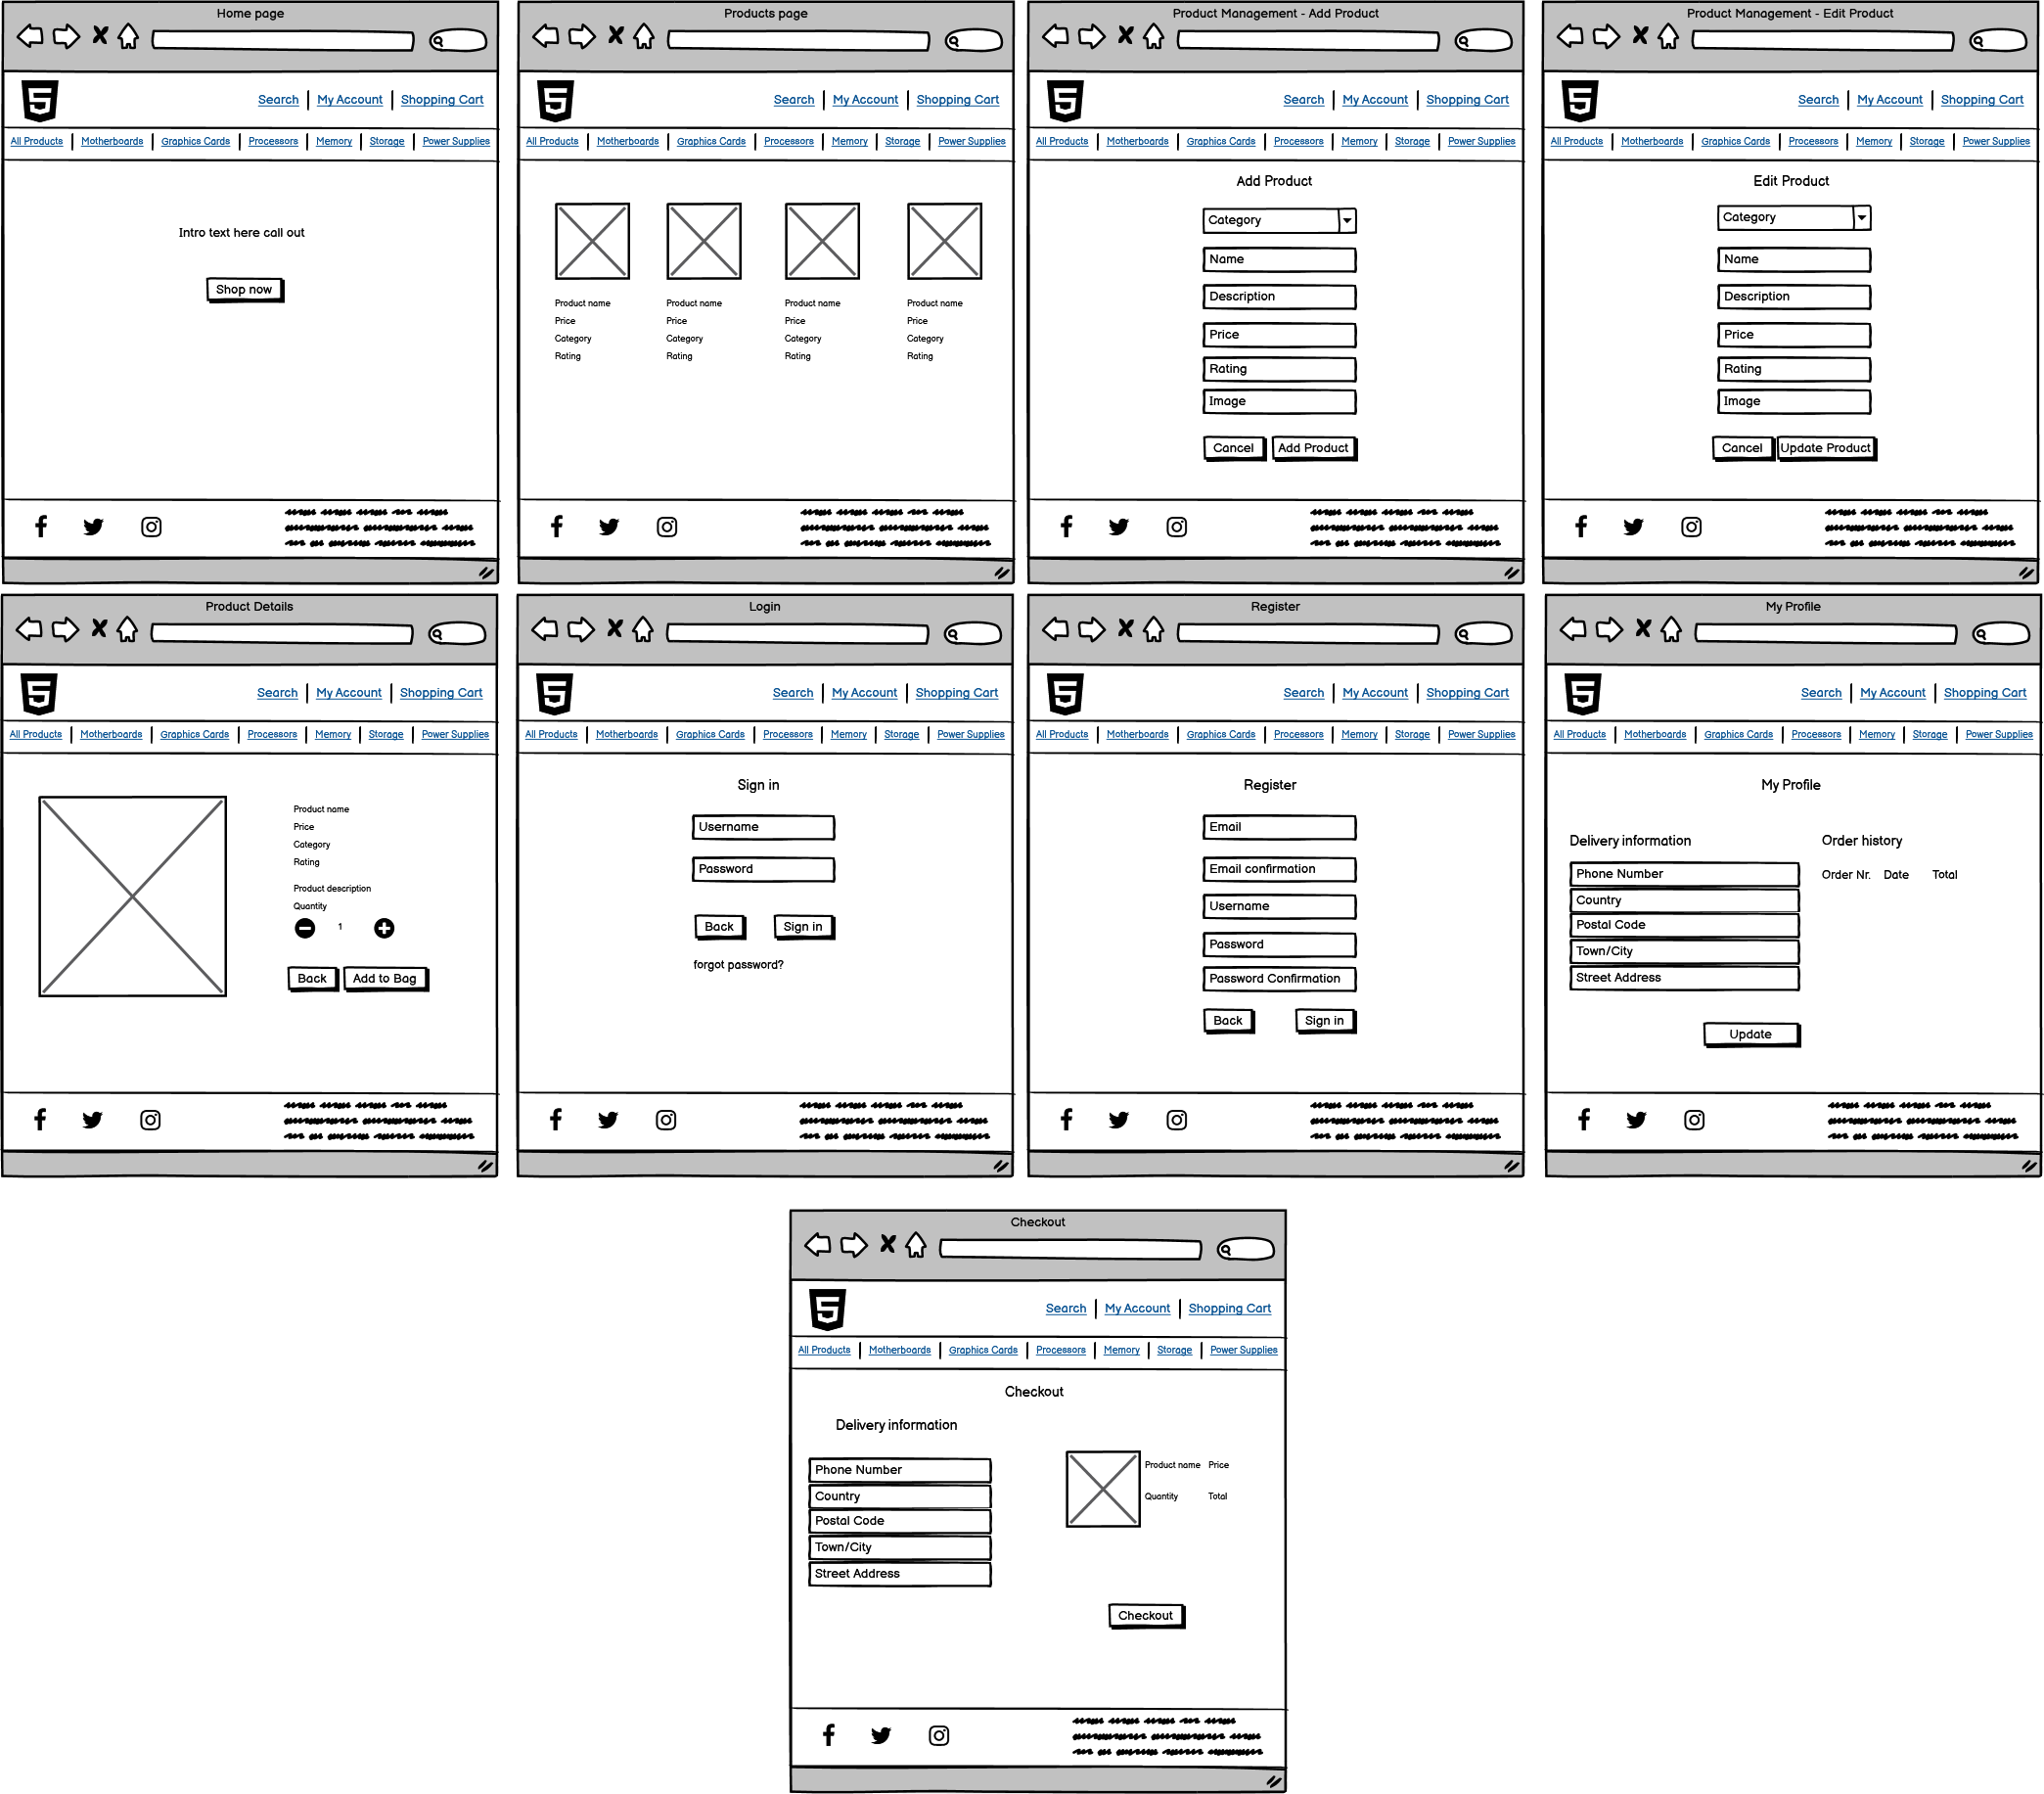 Home page
Search | My Account | Shopping Cart
All Products | Motherboards | Graphics Cards | Processors | Memory | Storage | Power Supplies
Intro text here call out
Shop now
Products page
Search | My Account | Shopping Cart
All Products | Motherboards | Graphics Cards | Processors | Memory | Storage | Power Supplies
Product name Product name Product name Product name
Price Price Price Price
Category Category Category Category
Rating Rating Rating Rating
Product Management - Add Product
Search | My Account | Shopping Cart
All Products | Motherboards | Graphics Cards | Processors | Memory | Storage | Power Supplies
Add Product
Category
Name
Description
Price
Rating
Image
Cancel Add Product
Product Management - Edit Product
Search | My Account | Shopping Cart
All Products | Motherboards | Graphics Cards | Processors | Memory | Storage | Power Supplies
Edit Product
Category
Name
Description
Price
Rating
Image
Cancel Update Product
Product Details
Search | My Account | Shopping Cart
All Products | Motherboards | Graphics Cards | Processors | Memory | Storage | Power Supplies
Product name
Price
Category
Rating
Product description
Quantity
1
Back Add to Bag
Login
Search | My Account | Shopping Cart
All Products | Motherboards | Graphics Cards | Processors | Memory | Storage | Power Supplies
Sign in
Username
Password
Back Sign in
forgot password?
Register
Search | My Account | Shopping Cart
All Products | Motherboards | Graphics Cards | Processors | Memory | Storage | Power Supplies
Register
Email
Email confirmation
Username
Password
Password Confirmation
Back Sign in
My Profile
Search | My Account | Shopping Cart
All Products | Motherboards | Graphics Cards | Processors | Memory | Storage | Power Supplies
My Profile
Delivery information
Phone Number
Country
Postal Code
Town/City
Street Address
Update
Order history
Order Nr. Date Total
Checkout
Search | My Account | Shopping Cart
All Products | Motherboards | Graphics Cards | Processors | Memory | Storage | Power Supplies
Checkout
Delivery information
Phone Number
Country
Postal Code
Town/City
Street Address
Product name Price
Quantity Total
Checkout